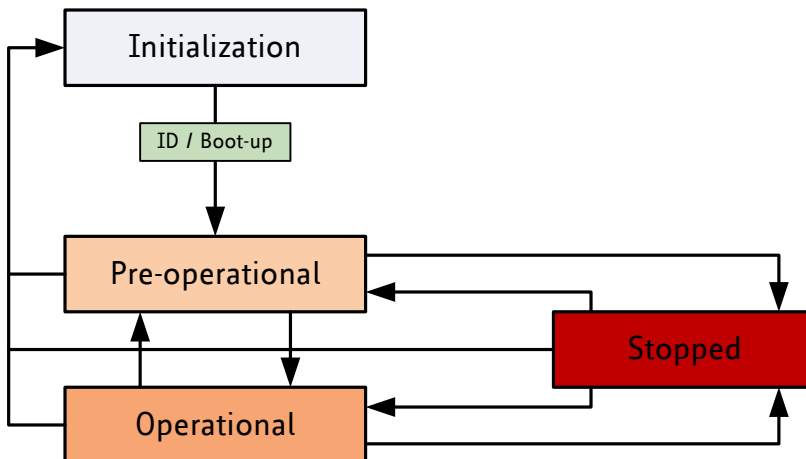 Initialization
ID / Boot-up
Pre-operational
Stopped
Operational